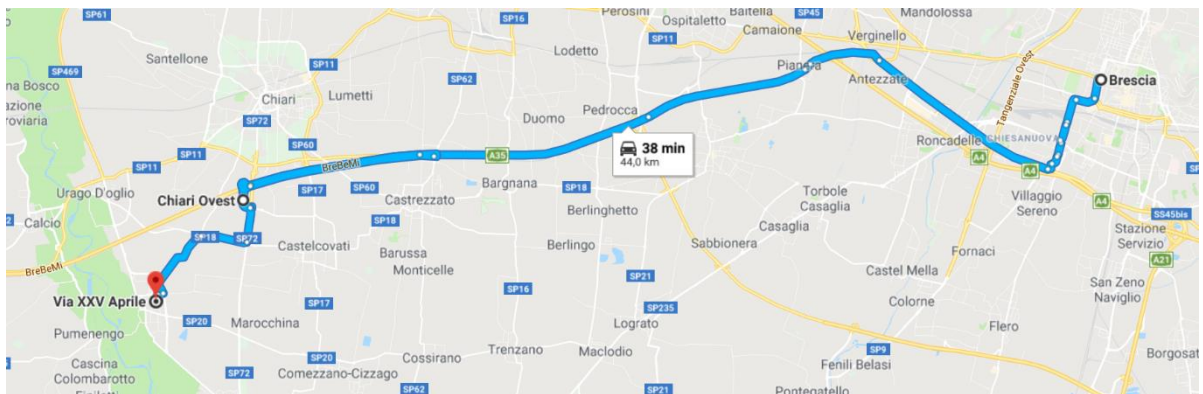 SP61
SP16
Perosini
Baitella
SP45
Mandolossa
Ospitaletto
Camaione
Verginello
Santellone
SP11
Lodetto
SP11
SP469
SP62
Pianera
Antezzate
Tangenziale Ovest
Brescia
na Bosco
azione
roviaria
Chiari
Lumetti
Pedrocca
Duomo
SP72
38 min
44,0 km
Roncadelle
CHIESANUOVA
SP11
SP11
SP60
BreBeMi
A35
A4
A4
Urago D'oglio
SP17
SP60
Bargnana
SP18
Torbole
Casaglia
Villaggio
Sereno
A4
Chiari Ovest
Castrezzato
Berlinghetto
SS45bis
Calcio
SP18
Casaglia
Stazione
Servizio
SP18
SP72
Castelcovati
Barussa
Berlingo
Sabbionera
Fornaci
A21
BreBeMi
Monticelle
Castel Mella
Via XXV Aprile
SP17
SP16
SP21
San Zeno
Naviglio
Colorne
SP235
SP20
Marocchina
Lograto
Flero
Pumenengo
Trenzano
Maclodio
SP9
Cascina
Colombarotto
SP20
Cossirano
Borgosat
SP72
Comezzano-Cizzago
Fenili Belasi
SP62
SP21
Pontegatello
Finiletti